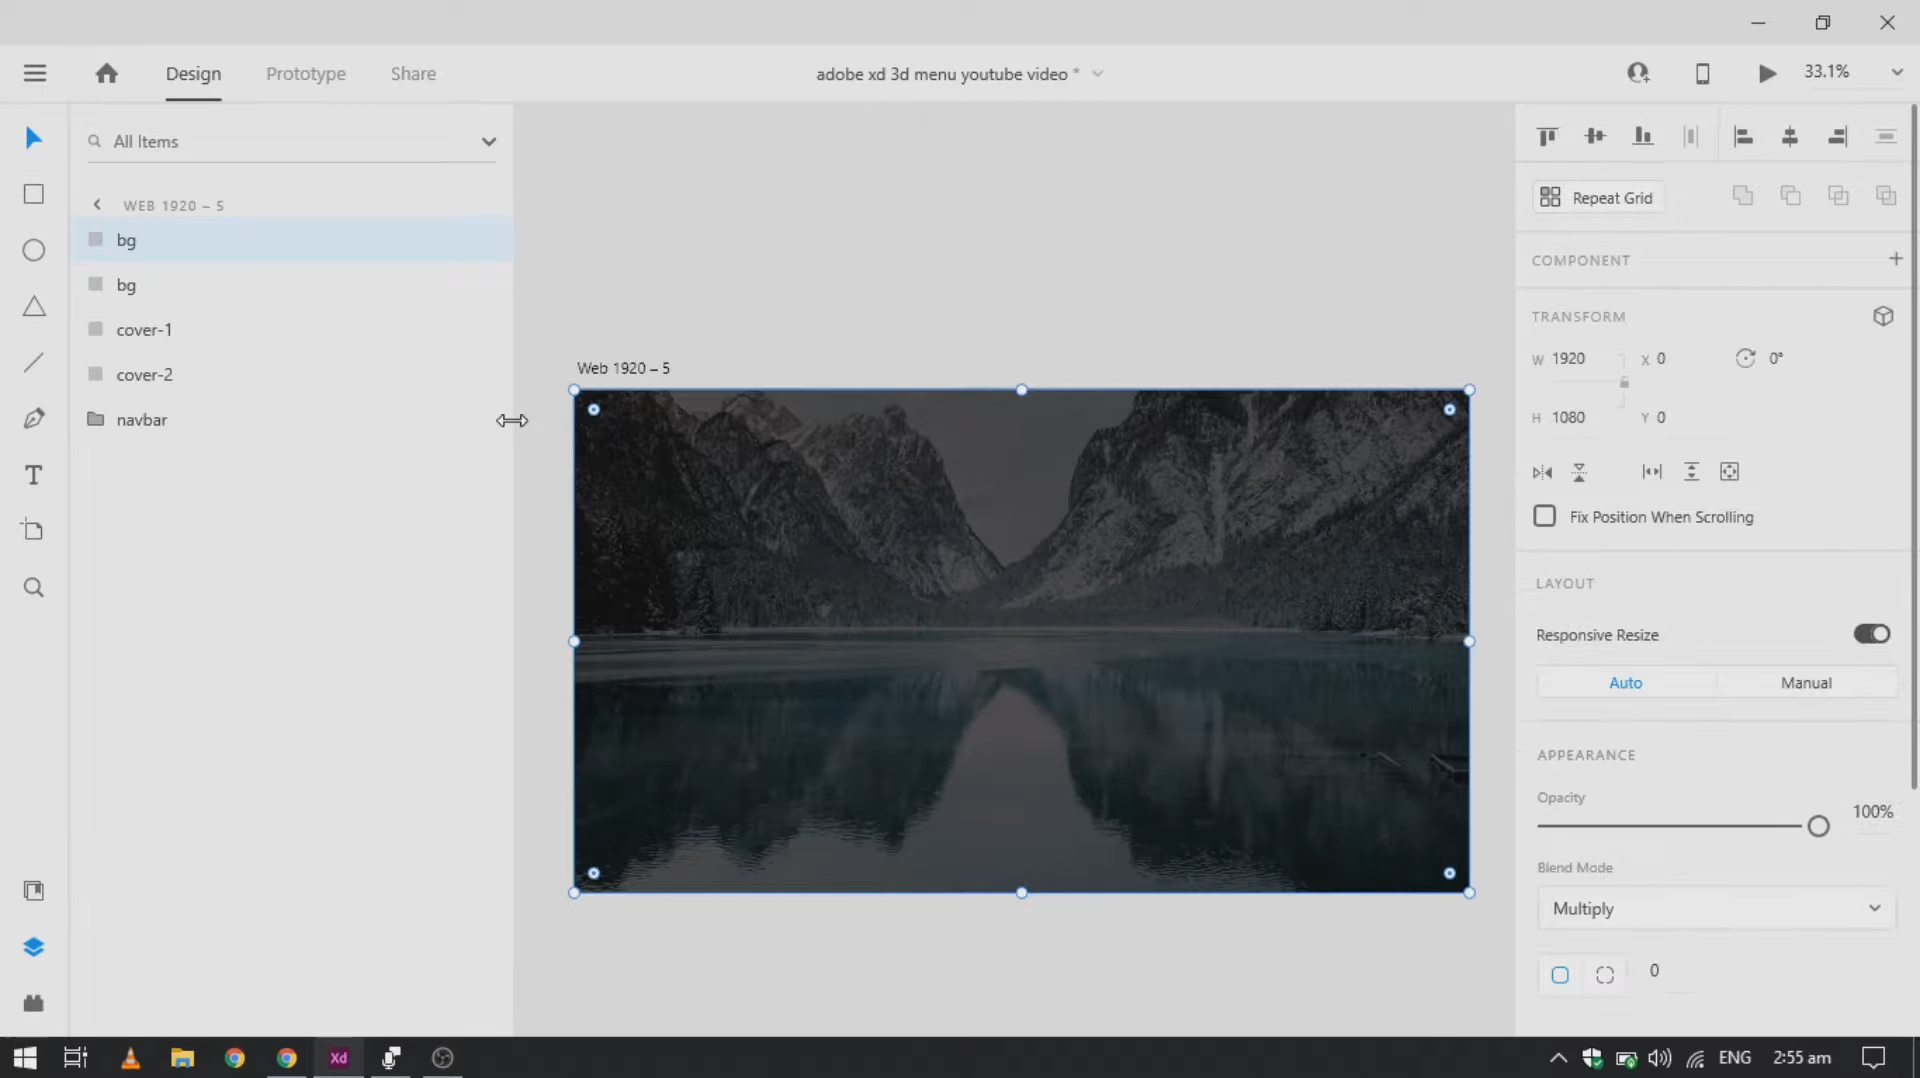 Design
Prototype
Share
adobe xd 3d menu youtube video *
33.1%
All Items
WEB 1920 – 5
bg
bg
cover-1
cover-2
navbar
Web 1920 – 5
Repeat Grid
COMPONENT
TRANSFORM
W 1920
X 0
0°
H 1080
Y 0
Fix Position When Scrolling
LAYOUT
Responsive Resize
Auto
Manual
APPEARANCE
Opacity
100%
Blend Mode
Multiply
0
Xd
ENG
2:55 am